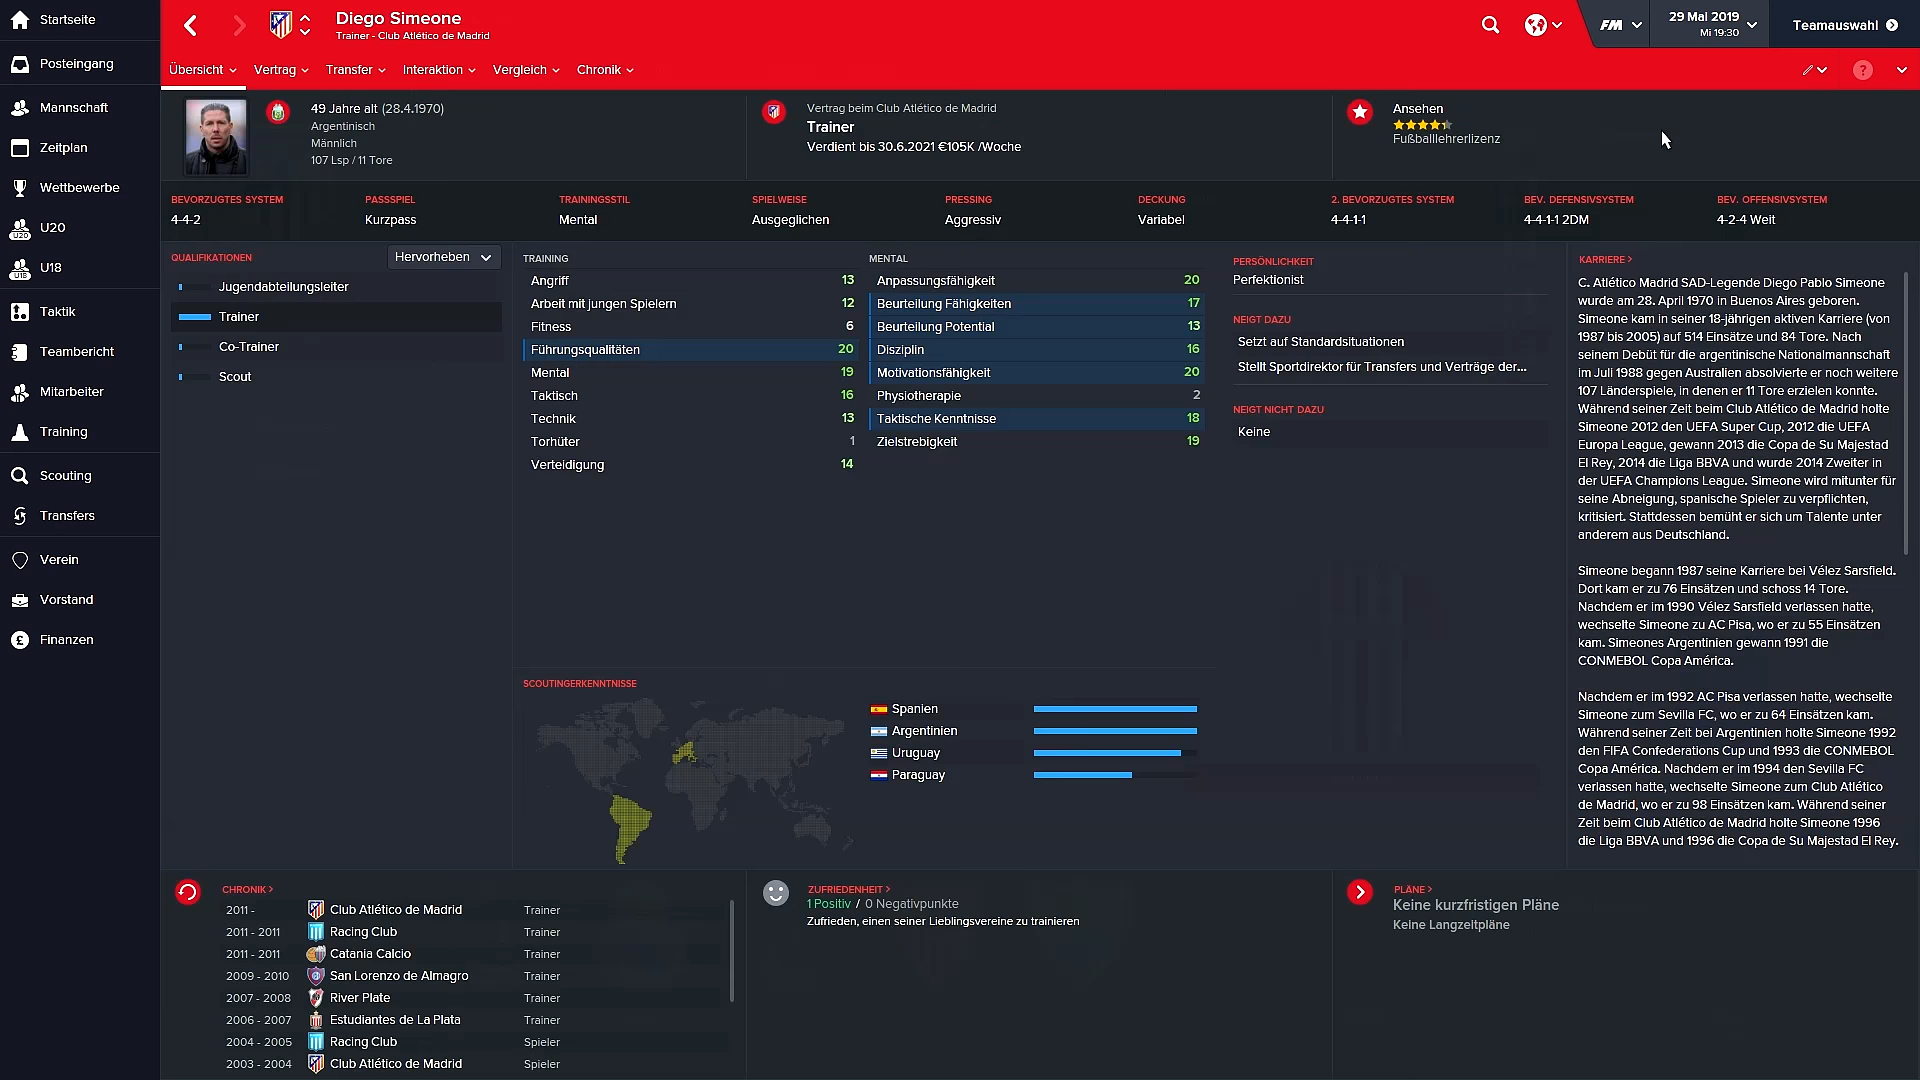 Startseite
Posteingang
Mannschaft
Zeitplan
Wettbewerbe
U20
U18
Taktik
Teambericht
Mitarbeiter
Training
Scouting
Transfers
Verein
Vorstand
Finanzen
Diego Simeone
Trainer - Club Atlético de Madrid
FM
29 Mai 2019
Mi 19:30
Teamauswahl
Übersicht
Vertrag
Transfer
Interaktion
Vergleich
Chronik
?
49 Jahre alt (28.4.1970)
Argentinisch
Männlich
107 Lsp / 11 Tore
Vertrag beim Club Atlético de Madrid
Trainer
Verdient bis 30.6.2021 €105K /Woche
Ansehen
Fußballlehrerlizenz
BEVORZUGTES SYSTEM
4-4-2
PASSSPIEL
Kurzpass
TRAININGSSTIL
Mental
SPIELWEISE
Ausgeglichen
PRESSING
Aggressiv
DECKUNG
Variabel
2. BEVORZUGTES SYSTEM
4-4-1-1
BEV. DEFENSIVSYSTEM
4-4-1-1 2DM
BEV. OFFENSIVSYSTEM
4-2-4 Weit
QUALIFIKATIONEN
Hervorheben
Jugendabteilungsleiter
Trainer
Co-Trainer
Scout
TRAINING
Angriff 13
Arbeit mit jungen Spielern 12
Fitness 6
Führungsqualitäten 20
Mental 19
Taktisch 16
Technik 13
Torhüter 1
Verteidigung 14
MENTAL
Anpassungsfähigkeit 20
Beurteilung Fähigkeiten 17
Beurteilung Potential 13
Disziplin 16
Motivationsfähigkeit 20
Physiotherapie 2
Taktische Kenntnisse 18
Zielstrebigkeit 19
PERSÖNLICHKEIT
Perfektionist
NEIGT DAZU
Setzt auf Standardsituationen
Stellt Sportdirektor für Transfers und Verträge der...
NEIGT NICHT DAZU
Keine
KARRIERE >
C. Atlético Madrid SAD-Legende Diego Pablo Simeone
wurde am 28. April 1970 in Buenos Aires geboren.
Simeone kam in seiner 18-jährigen aktiven Karriere (von
1987 bis 2005) auf 514 Einsätze und 84 Tore. Nach
seinem Debüt für die argentinische Nationalmannschaft
im Juli 1988 gegen Australien absolvierte er noch weitere
107 Länderspiele, in denen er 11 Tore erzielen konnte.
Während seiner Zeit beim Club Atlético de Madrid holte
Simeone 2012 den UEFA Super Cup, 2012 die UEFA
Europa League, gewann 2013 die Copa de Su Majestad
El Rey, 2014 die Liga BBVA und wurde 2014 Zweiter in
der UEFA Champions League. Simeone wird mitunter für
seine Abneigung, spanische Spieler zu verpflichten,
kritisiert. Stattdessen bemüht er sich um Talente unter
anderem aus Deutschland.
Simeone begann 1987 seine Karriere bei Vélez Sarsfield.
Dort kam er zu 76 Einsätzen und schoss 14 Tore.
Nachdem er im 1990 Vélez Sarsfield verlassen hatte,
wechselte Simeone zu AC Pisa, wo er zu 55 Einsätzen
kam. Simeones Argentinien gewann 1991 die
CONMEBOL Copa América.
Nachdem er im 1992 AC Pisa verlassen hatte, wechselte
Simeone zum Sevilla FC, wo er zu 64 Einsätzen kam.
Während seiner Zeit bei Argentinien holte Simeone 1992
den FIFA Confederations Cup und 1993 die CONMEBOL
Copa América. Nachdem er im 1994 den Sevilla FC
verlassen hatte, wechselte Simeone zum Club Atlético
de Madrid, wo er zu 98 Einsätzen kam. Während seiner
Zeit beim Club Atlético de Madrid holte Simeone 1996
die Liga BBVA und 1996 die Copa de Su Majestad El Rey.
SCOUTINGERKENNTNISSE
Spanien
Argentinien
Uruguay
Paraguay
CHRONIK >
2011 - Club Atlético de Madrid Trainer
2011 - 2011 Racing Club Trainer
2011 - 2011 Catania Calcio Trainer
2009 - 2010 San Lorenzo de Almagro Trainer
2007 - 2008 River Plate Trainer
2006 - 2007 Estudiantes de La Plata Trainer
2004 - 2005 Racing Club Spieler
2003 - 2004 Club Atlético de Madrid Spieler
ZUFRIEDENHEIT >
1 Positiv / 0 Negativpunkte
Zufrieden, einen seiner Lieblingsvereine zu trainieren
PLÄNE >
Keine kurzfristigen Pläne
Keine Langzeitpläne